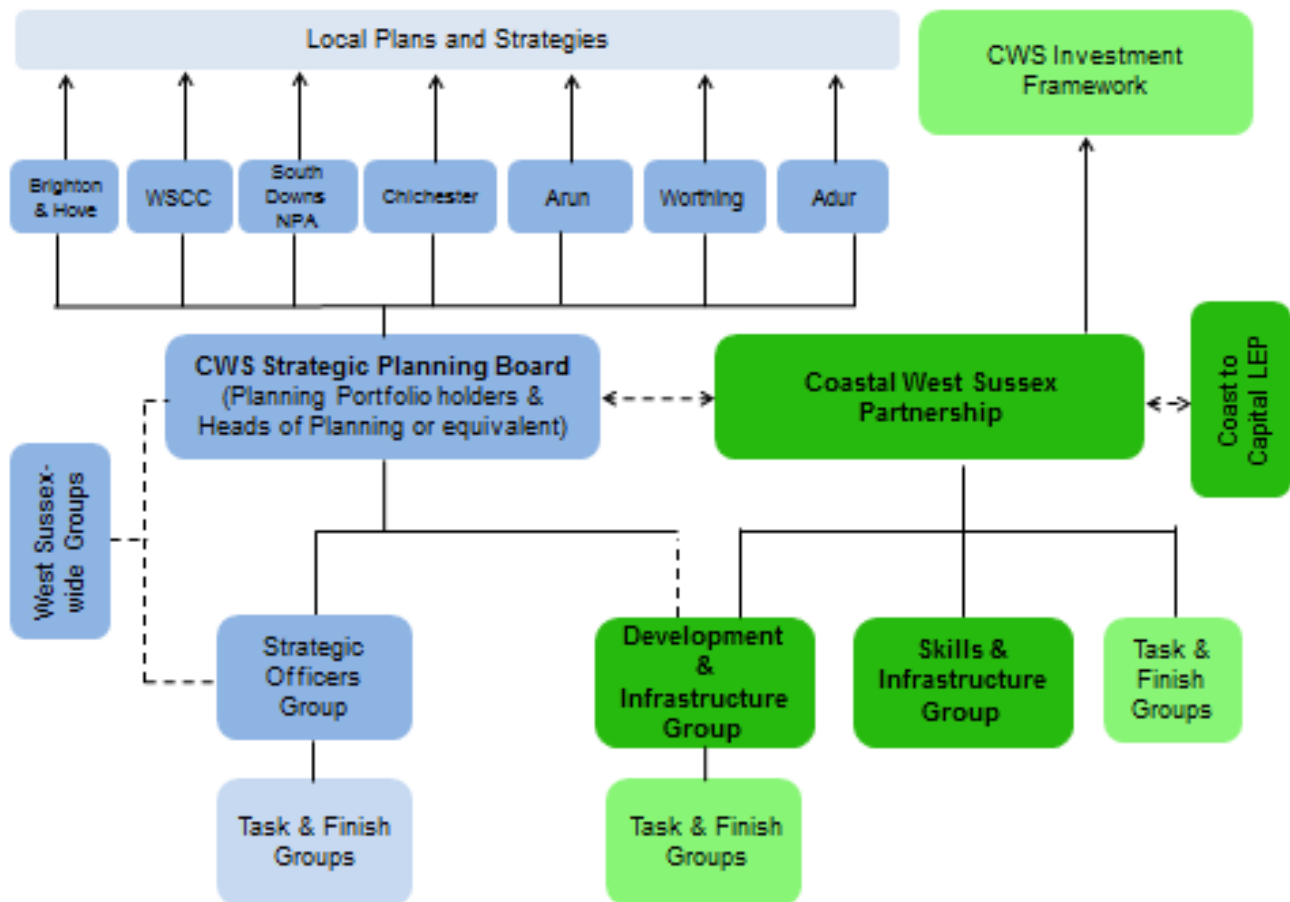 Local Plans and Strategies
CWS Investment
Framework
Brighton
& Hove
WSCC
South
Downs
NPA
Chichester
Arun
Worthing
Adur
CWS Strategic Planning Board
(Planning Portfolio holders &
Heads of Planning or equivalent)
Coastal West Sussex
Partnership
Coast to
Capital LEP
West Sussex-
wide Groups
Strategic
Officers
Group
Development
&
Infrastructure
Group
Skills &
Infrastructure
Group
Task &
Finish
Groups
Task & Finish
Groups
Task & Finish
Groups